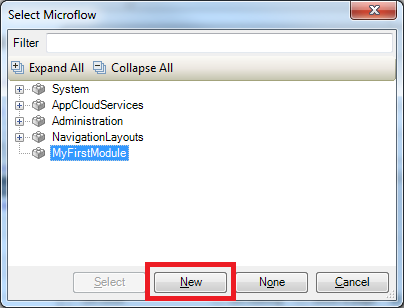 Select Microflow
Filter
Expand All Collapse All
System
AppCloudServices
Administration
NavigationLayouts
MyFirstModule
Select New None Cancel